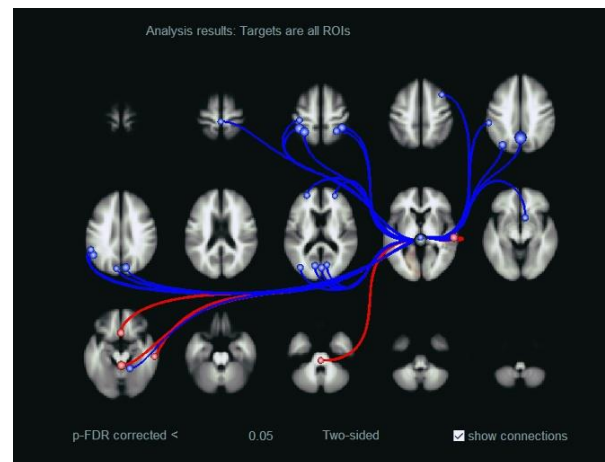 Analysis results: Targets are all ROIs
p-FDR corrected < 0.05 Two-sided show connections